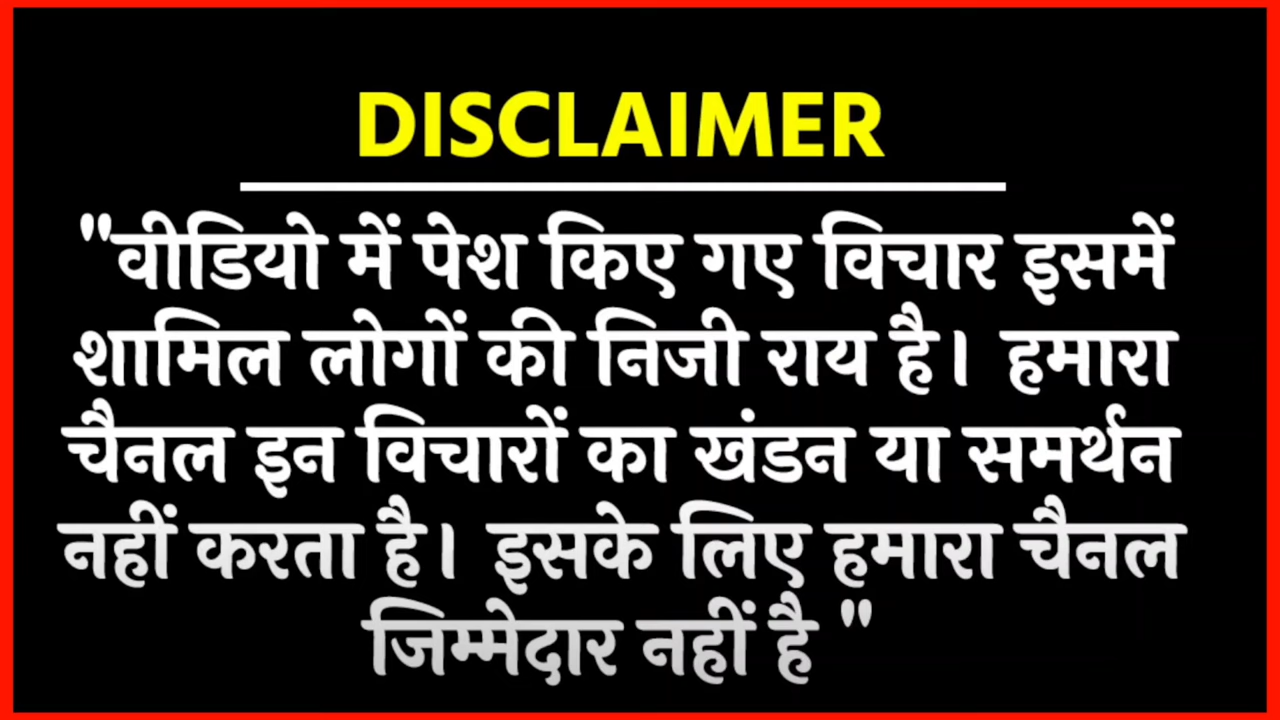 DISCLAIMER
"वीडियो में पेश किए गए विचार इसमें
शामिल लोगों की निजी राय है। हमारा
चैनल इन विचारों का खंडन या समर्थन
नहीं करता है। इसके लिए हमारा चैनल
जिम्मेदार नहीं है "